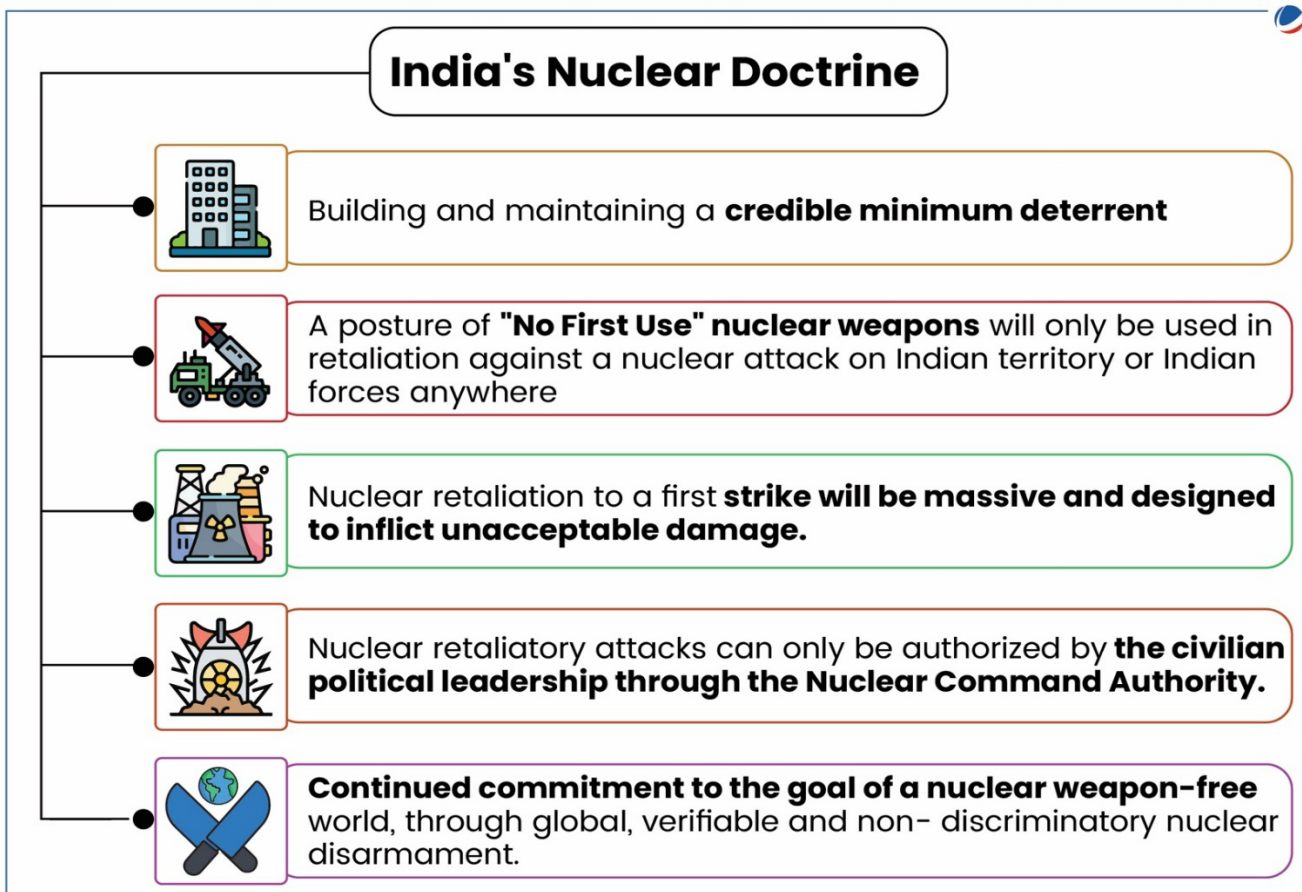 India's Nuclear Doctrine
Building and maintaining a credible minimum deterrent
A posture of "No First Use" nuclear weapons will only be used in
retaliation against a nuclear attack on Indian territory or Indian
forces anywhere
Nuclear retaliation to a first strike will be massive and designed
to inflict unacceptable damage.
Nuclear retaliatory attacks can only be authorized by the civilian
political leadership through the Nuclear Command Authority.
Continued commitment to the goal of a nuclear weapon-free
world, through global, verifiable and non- discriminatory nuclear
disarmament.